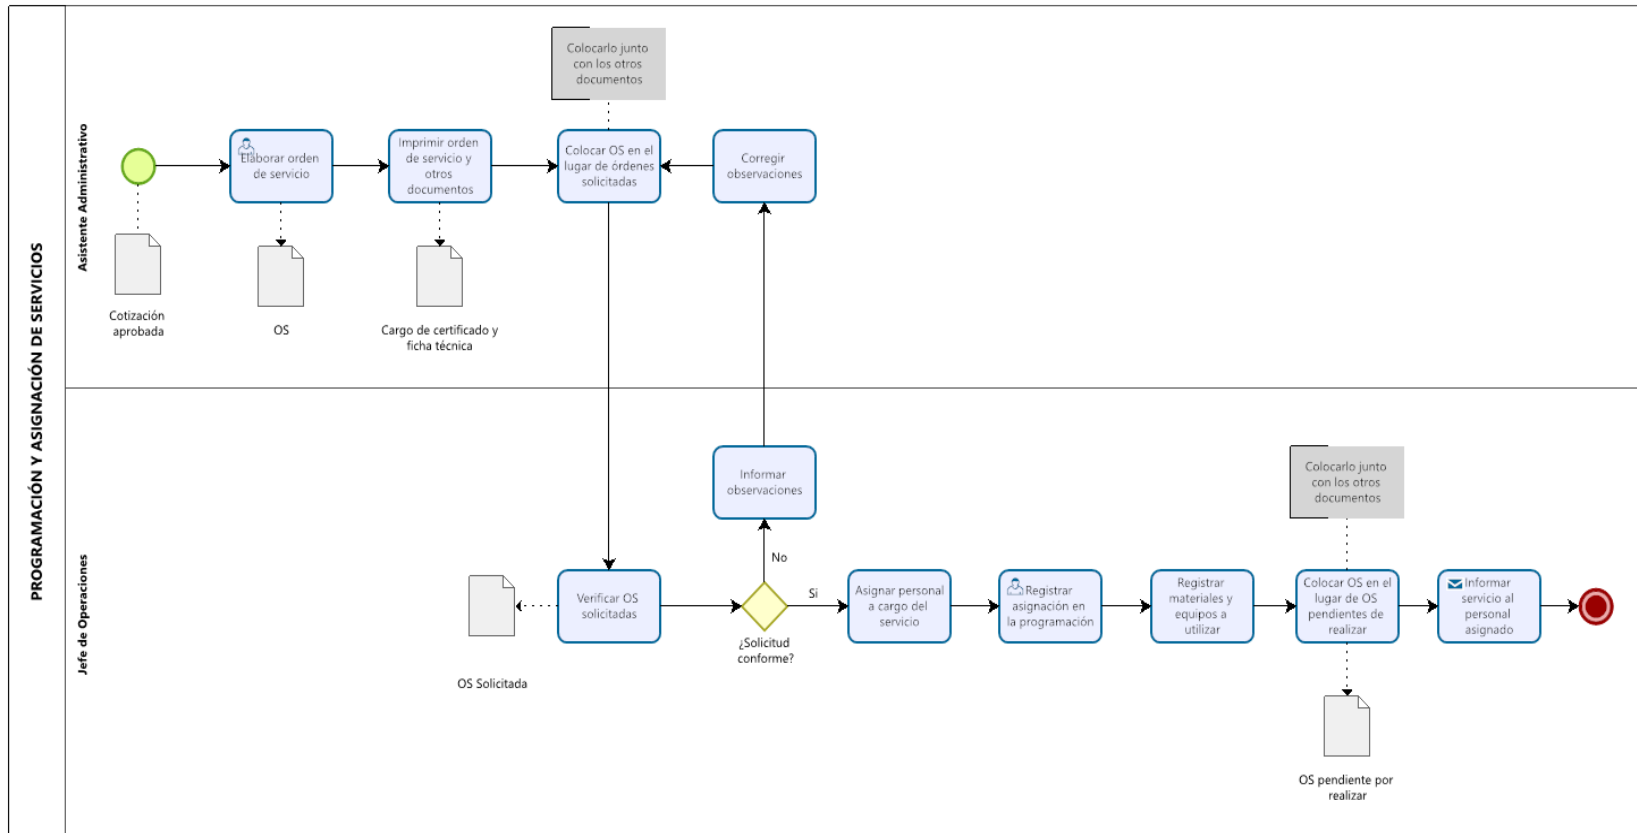 PROGRAMACIÓN Y ASIGNACIÓN DE SERVICIOS
Asistente Administrativo
Colocarlo junto
con los otros
documentos
Elaborar orden
de servicio
Imprimir orden
de servicio y
otros
documentos
Colocar OS en el
lugar de órdenes
solicitadas
Corregir
observaciones
Cotización
aprobada
OS
Cargo de certificado y
ficha técnica
Jefe de Operaciones
Informar
observaciones
Colocarlo junto
con los otros
documentos
No
Si
Verificar OS
solicitadas
¿Solicitud
conforme?
Asignar personal
a cargo del
servicio
Registrar
asignación en
la programación
Registrar
materiales y
equipos a
utilizar
Colocar OS en el
lugar de OS
pendientes de
realizar
Informar
servicio al
personal
asignado
OS Solicitada
OS pendiente por
realizar